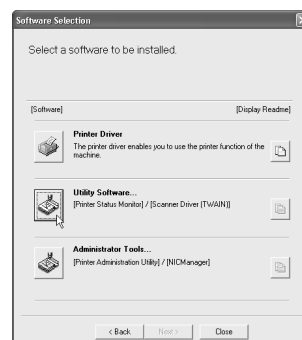 Software Selection
Select a software to be installed.
[Software] [Display Readme]
Printer Driver
The printer driver enables you to use the printer function of the
machine.
Utility Software...
[Printer Status Monitor] / [Scanner Driver (TWAIN)]
Administrator Tools...
[Printer Administration Utility] / [NICManager]
< Back Next > Close